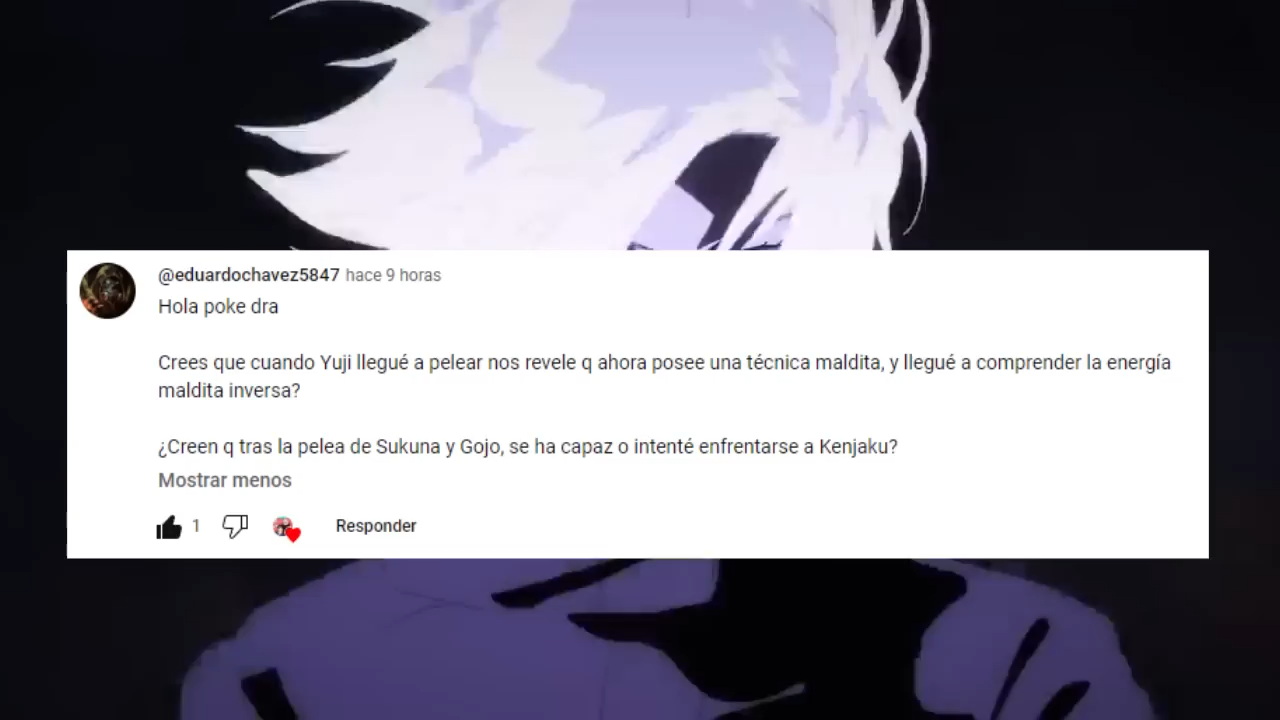 @eduardochavez5847 hace 9 horas
Hola poke dra
Crees que cuando Yuji llegué a pelear nos revele q ahora posee una técnica maldita, y llegué a comprender la energía
maldita inversa?
¿Creen q tras la pelea de Sukuna y Gojo, se ha capaz o intenté enfrentarse a Kenjaku?
Mostrar menos
1 Responder